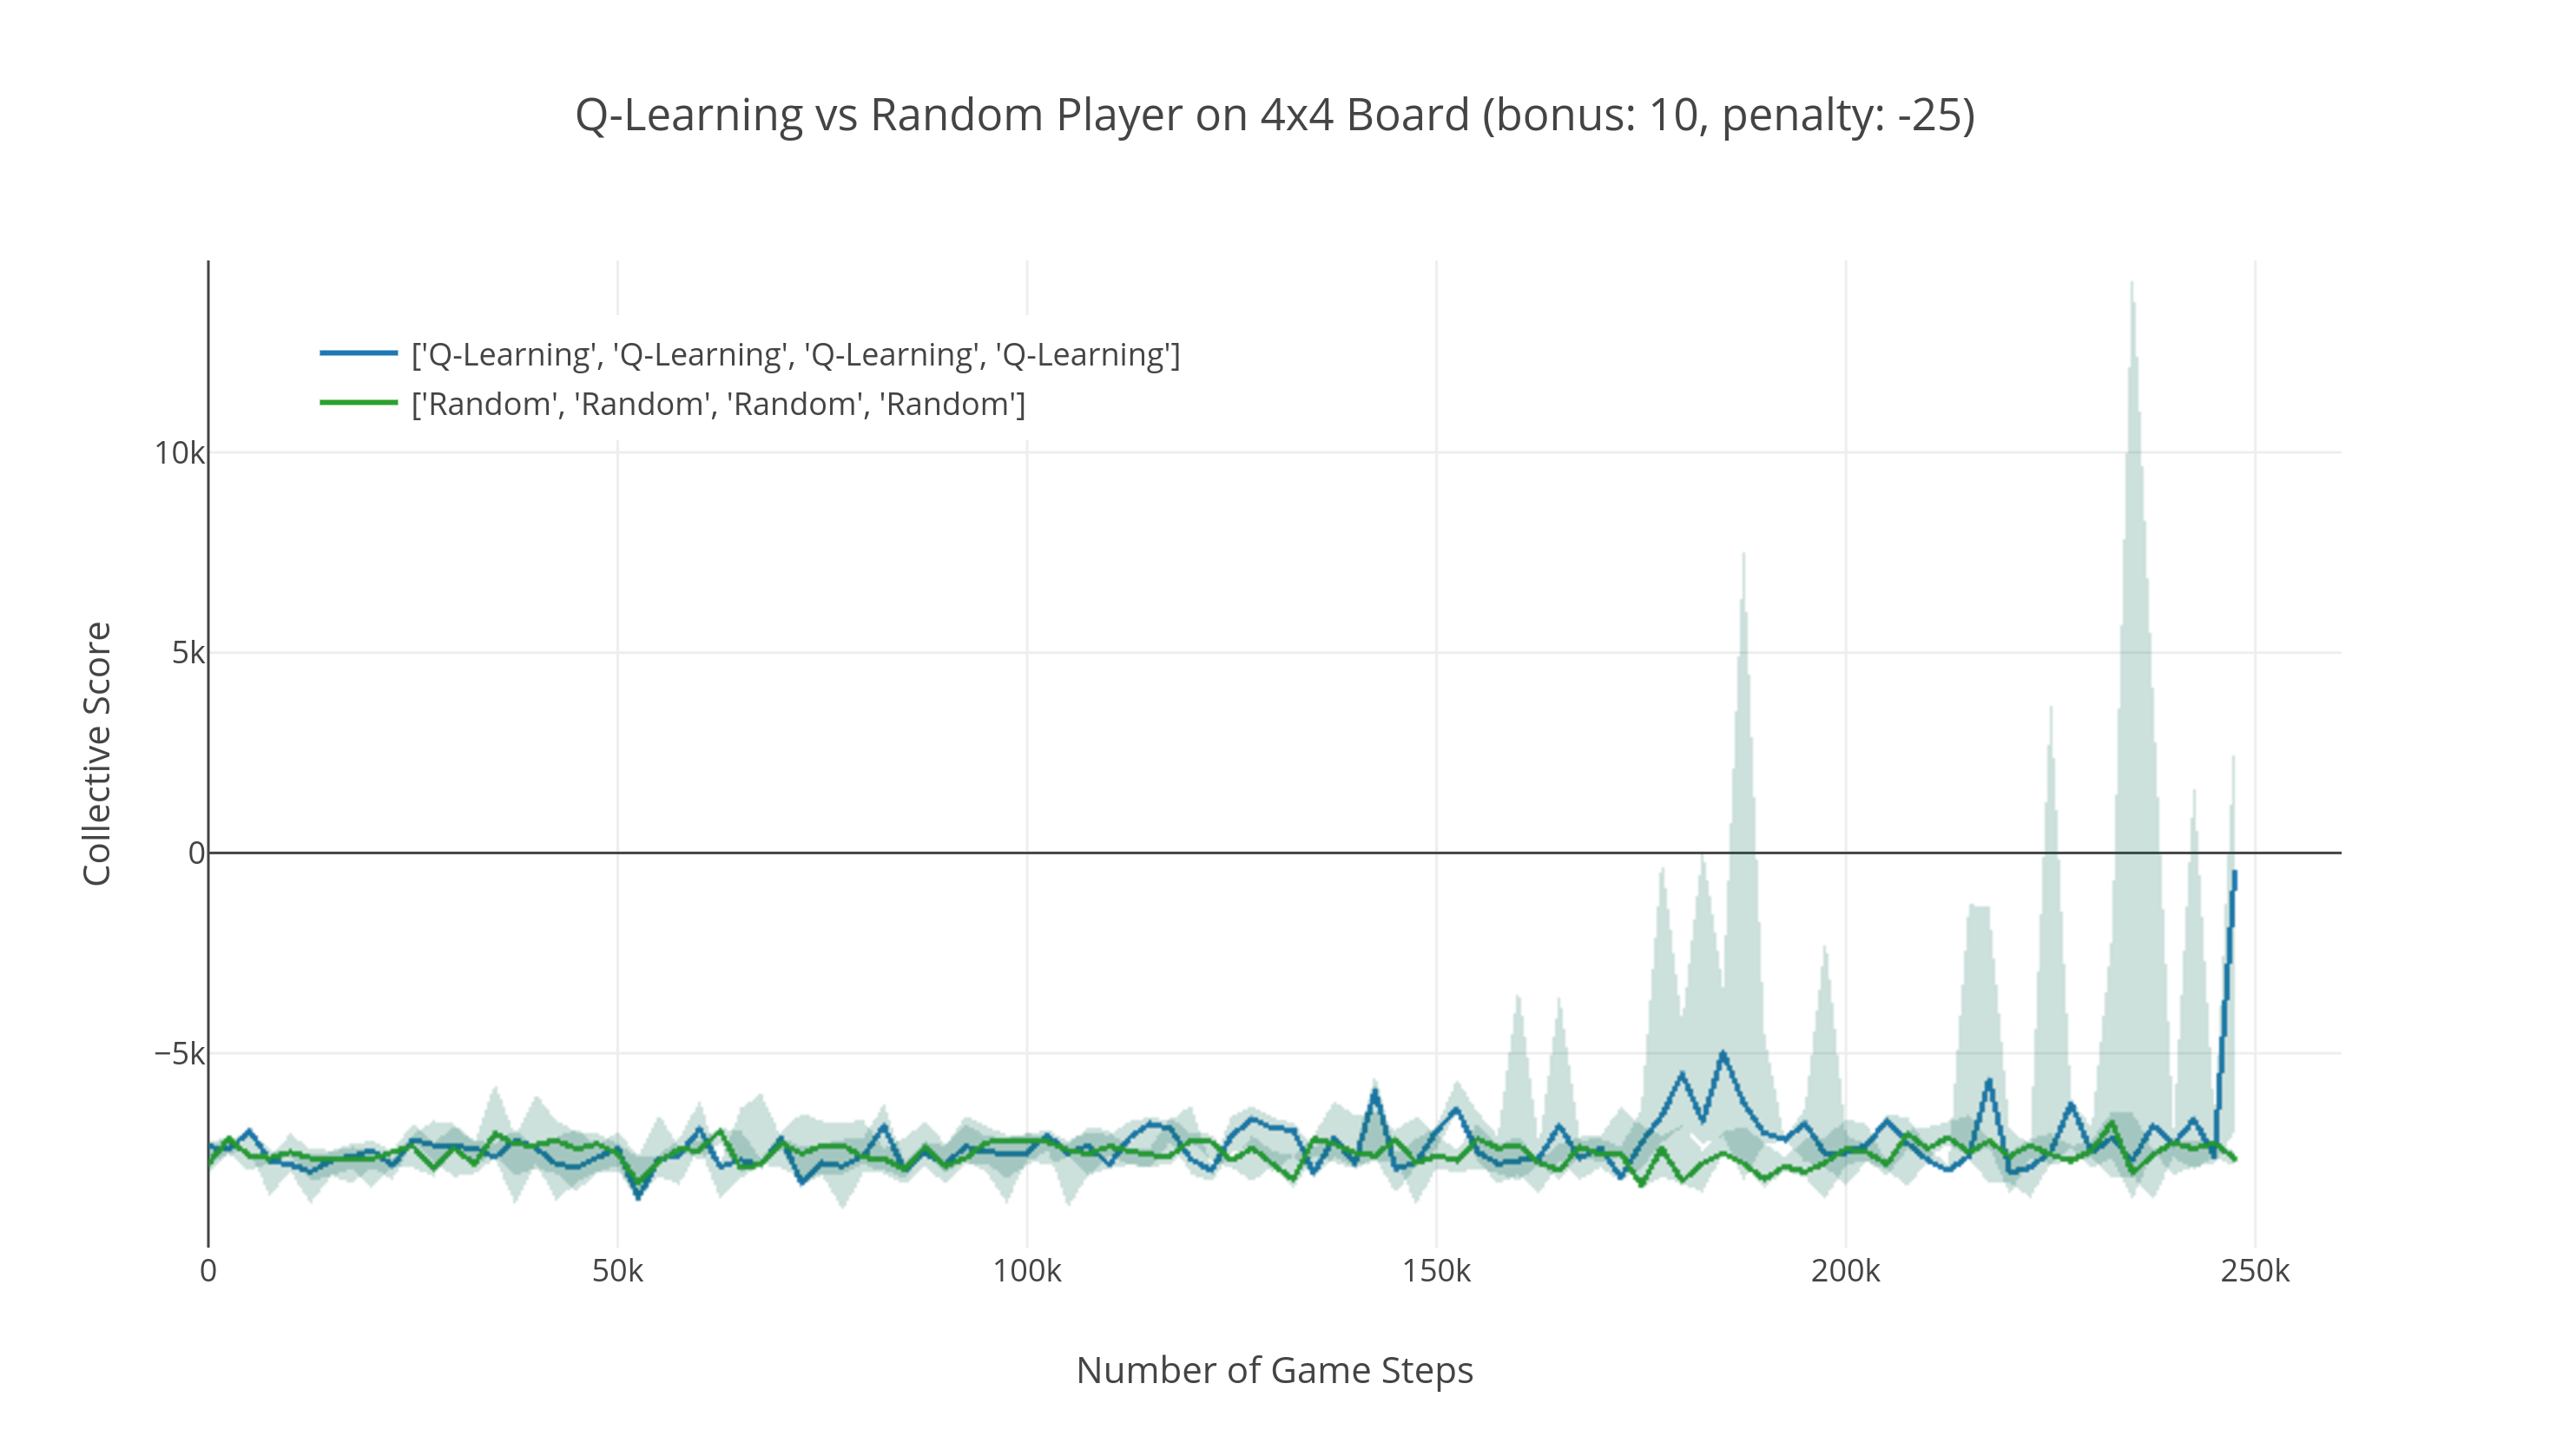 Q-Learning vs Random Player on 4x4 Board (bonus: 10, penalty: -25)
['Q-Learning', 'Q-Learning', 'Q-Learning', 'Q-Learning']
['Random', 'Random', 'Random', 'Random']
10k
5k
0
−5k
Collective Score
0
50k
100k
150k
200k
250k
Number of Game Steps